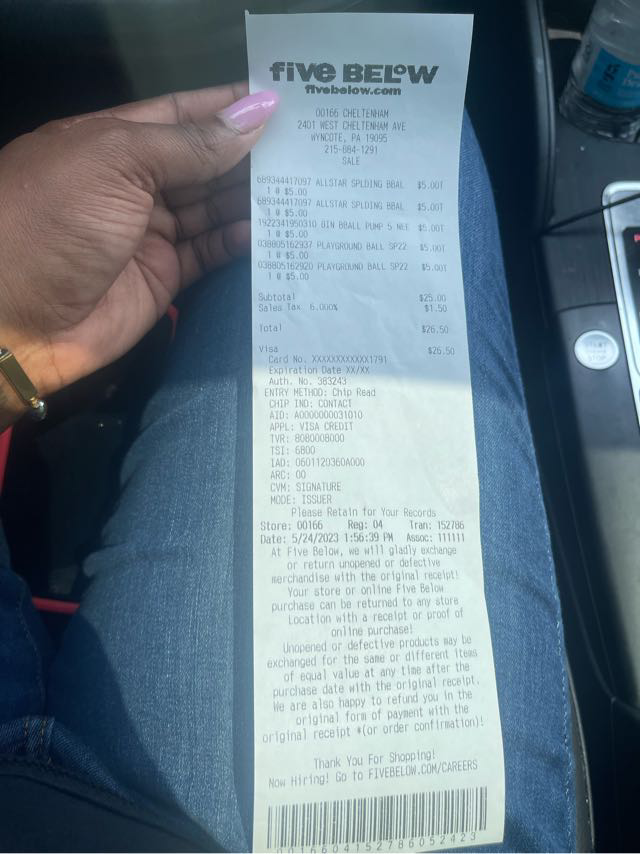 five BELOW
fivebelow.com
00166 CHELTENHAM
2401 WEST CHELTENHAM AVE
WYNCOTE, PA 19095
215-884-1291
SALE
689344417097 ALLSTAR SPLDING BBAL $5.00T
1 @ $5.00
689344417097 ALLSTAR SPLDING BBAL $5.00T
1 @ $5.00
1922341950310 8IN BBALL PUMP 5 NEE $5.00T
1 @ $5.00
038805162937 PLAYGROUND BALL SP22 $5.00T
1 @ $5.00
038805162920 PLAYGROUND BALL SP22 $5.00T
1 @ $5.00
Subtotal $25.00
Sales Tax 6.000% $1.50
Total $26.50
Visa $26.50
Card No. XXXXXXXXXXXX1791
Expiration Date XX/XX
Auth. No. 383243
ENTRY METHOD: Chip Read
CHIP IND: CONTACT
AID: A0000000031010
APPL: VISA CREDIT
TVR: 8080008000
TSI: 6800
IAD: 0601120360A000
ARC: 00
CVM: SIGNATURE
MODE: ISSUER
Please Retain for Your Records
Store: 00166 Reg: 04 Tran: 152786
Date: 5/24/2023 1:56:39 PM Assoc: 111111
At Five Below, we will gladly exchange
or return unopened or defective
merchandise with the original receipt!
Your store or online Five Below
purchase can be returned to any store
Location with a receipt or proof of
online purchase!
Unopened or defective products may be
exchanged for the same or different items
of equal value at any time after the
purchase date with the original receipt.
We are also happy to refund you in the
original form of payment with the
original receipt *(or order confirmation)!
Thank You For Shopping!
Now Hiring! Go to FIVEBELOW.COM/CAREERS
0016604152786052423